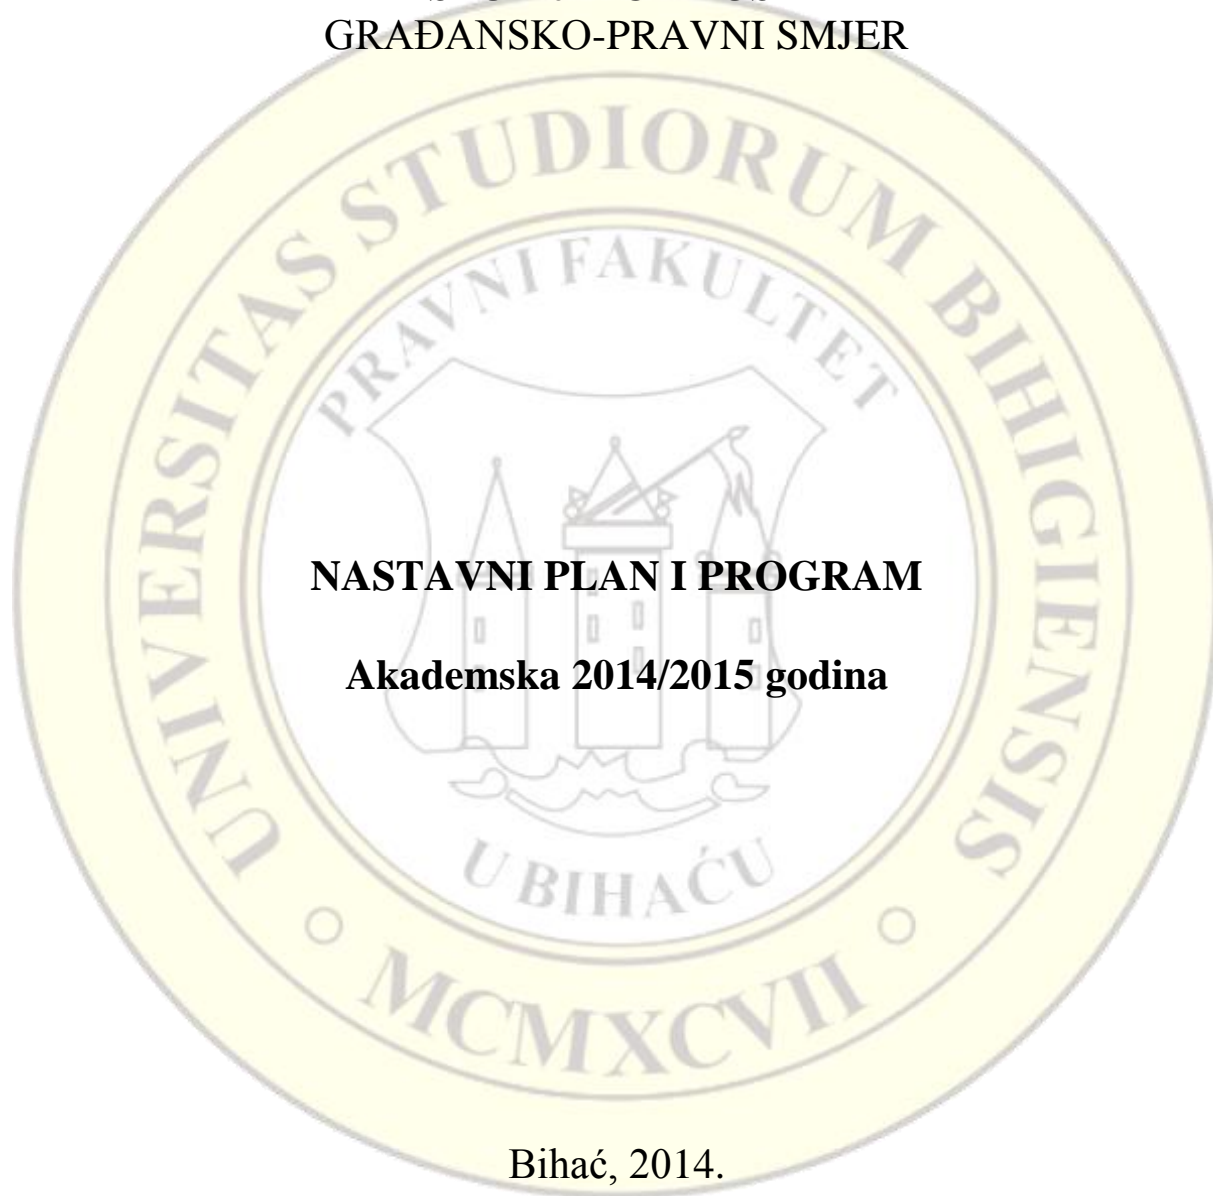 GRAĐANSKO-PRAVNI SMJER
UNIVERSITAS STUDIORUM BIHIGIENSIS
PRAVNI FAKULTET
NASTAVNI PLAN I PROGRAM
Akademska 2014/2015 godina
U BIHAĆU
MCMXCVII
Bihać, 2014.